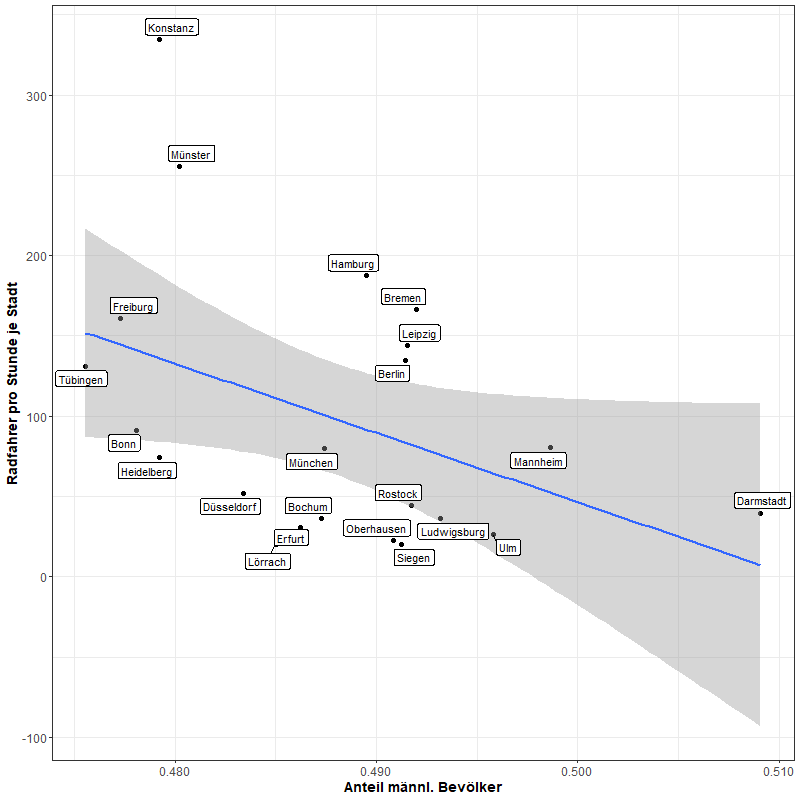 Konstanz
Münster
Hamburg
Bremen
Freiburg
Leipzig
Berlin
Tübingen
Bonn
Heidelberg
München
Mannheim
Düsseldorf
Bochum
Rostock
Darmstadt
Erfurt
Oberhausen
Ludwigsburg
Lörrach
Siegen
Ulm
300
200
100
0
-100
Radfahrer pro Stunde je Stadt
0.480
0.490
0.500
0.510
Anteil männl. Bevölker